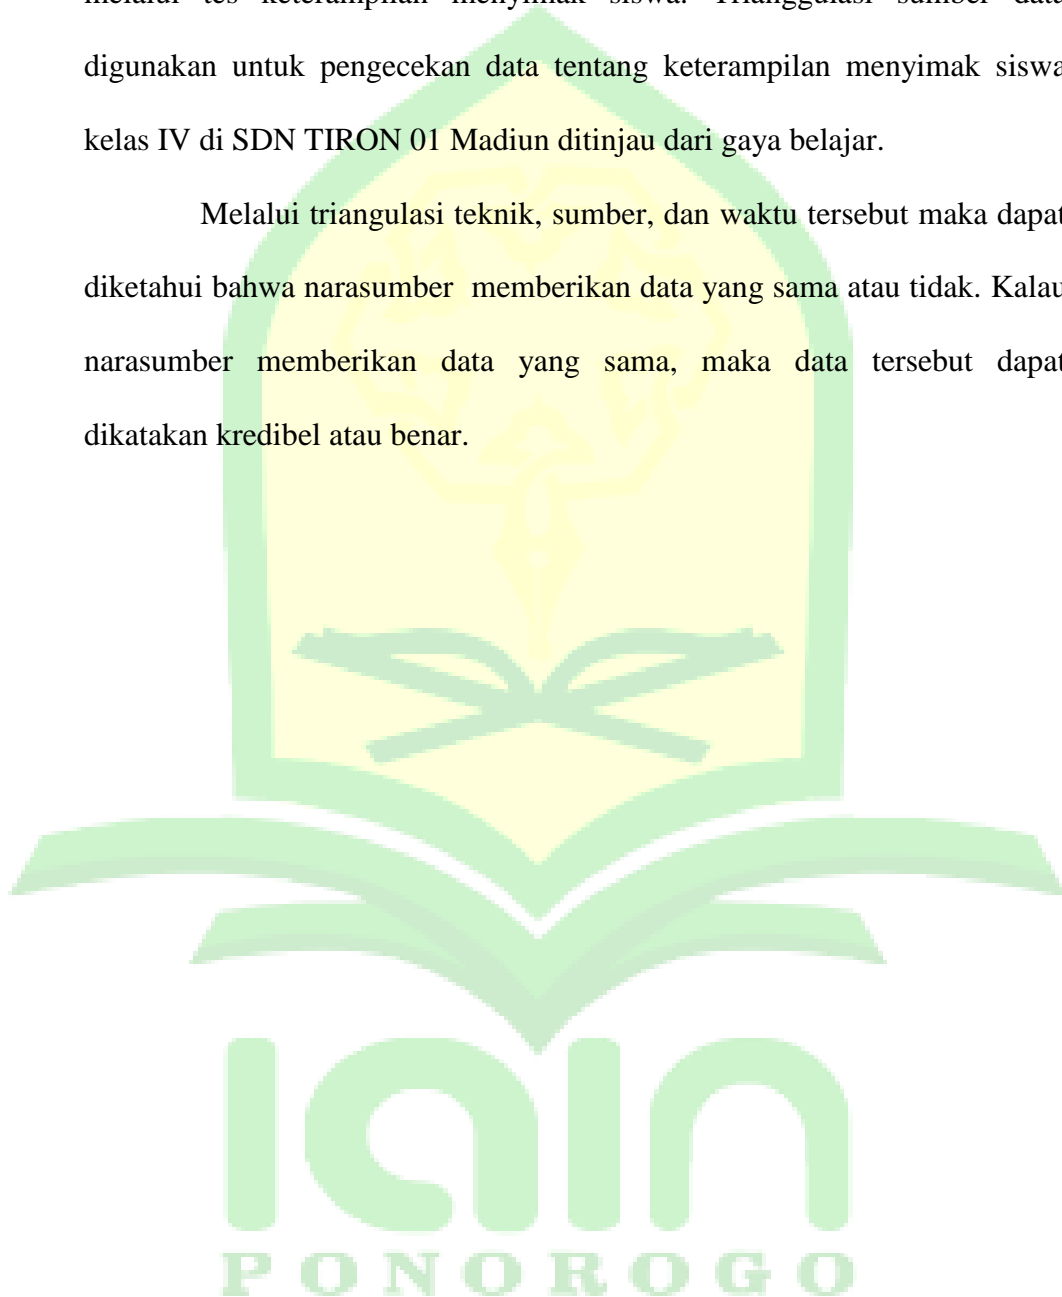 melalui tes keterampilan menyimak siswa. Trianggulasi sumber data
digunakan untuk pengecekan data tentang keterampilan menyimak siswa
kelas IV di SDN TIRON 01 Madiun ditinjau dari gaya belajar.
Melalui triangulasi teknik, sumber, dan waktu tersebut maka dapat
diketahui bahwa narasumber memberikan data yang sama atau tidak. Kalau
narasumber memberikan data yang sama, maka data tersebut dapat
dikatakan kredibel atau benar.
iain
PONOROGO